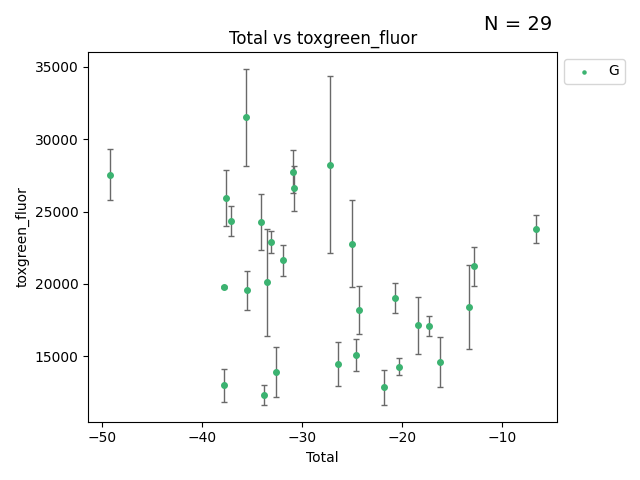 N = 29
Total vs toxgreen_fluor
G
35000
30000
25000
20000
15000
toxgreen_fluor
−50
−40
−30
−20
−10
Total